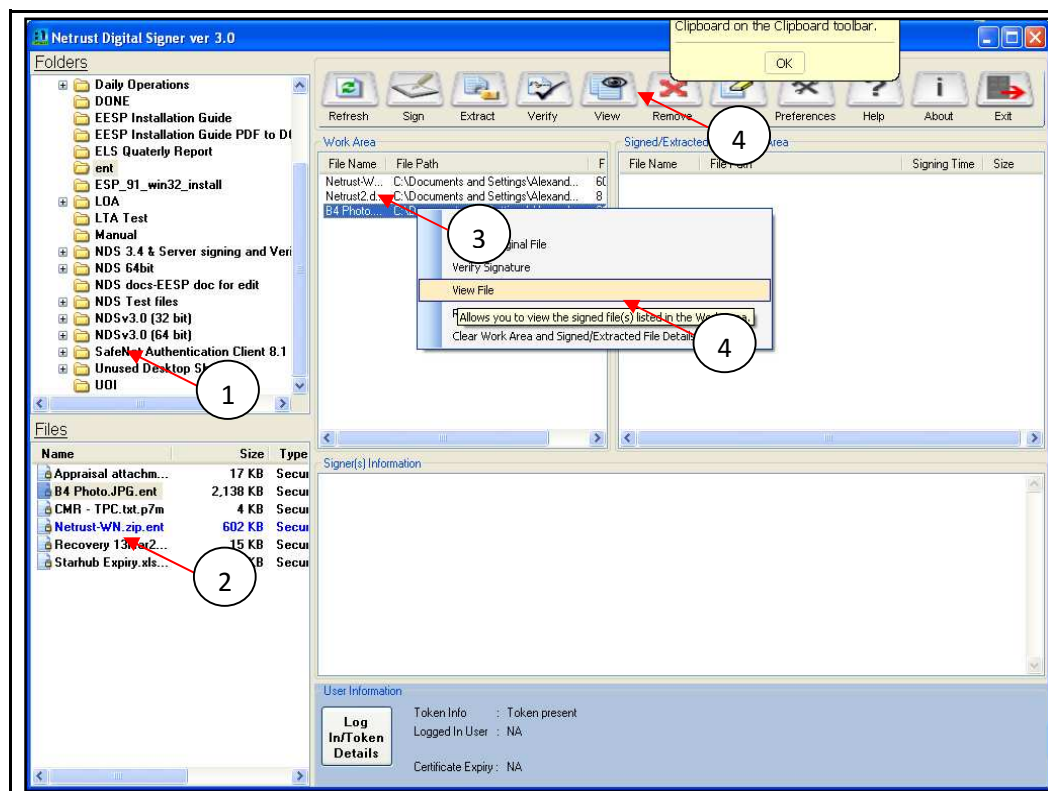 Netrust Digital Signer ver 3.0
Clipboard on the Clipboard toolbar.
OK
Folders
Daily Operations
DONE
EESP Installation Guide
EESP Installation Guide PDF to
ELS Quaterly Report
ent
ESP_91_win32_install
LOA
LTA Test
Manual
NDS 3.4 & Server signing and Veri
NDS 64bit
NDS docs-EESP doc for edit
NDS Test files
NDSv3.0 (32 bit)
NDSv3.0 (64 bit)
SafeNet Authentication Client 8.1
Unused Desktop
UOI
1
Refresh Sign Extract Verify View Remove Preferences Help About Exit
4
Work Area
File Name File Path F
Netrust-W... C:\Documents and Settings\Alexand... 60
Netrust2.d... C:\Documents and Settings\Alexand... 8
B4 Photo....
3
Signed/Extracted Area
File Name File Path Signing Time Size
File
Verify Signature
View File
Allows you to view the signed file(s) listed in the
Clear Work Area and Signed/Extracted File Details
4
Files
Name Size Type
Appraisal attachm... 17 KB Secu
B4 Photo.JPG.ent 2,138 KB Secu
CMR - TPC.txt.p7m 4 KB Secu
Netrust-WN.zip.ent 602 KB Secu
Recovery 15 KB Secu
Starhub Expiry.xls... KB Secu
2
Signer(s) Information
User Information
Log
In/Token
Details
Token Info : Token present
Logged In User : NA
Certificate Expiry : NA